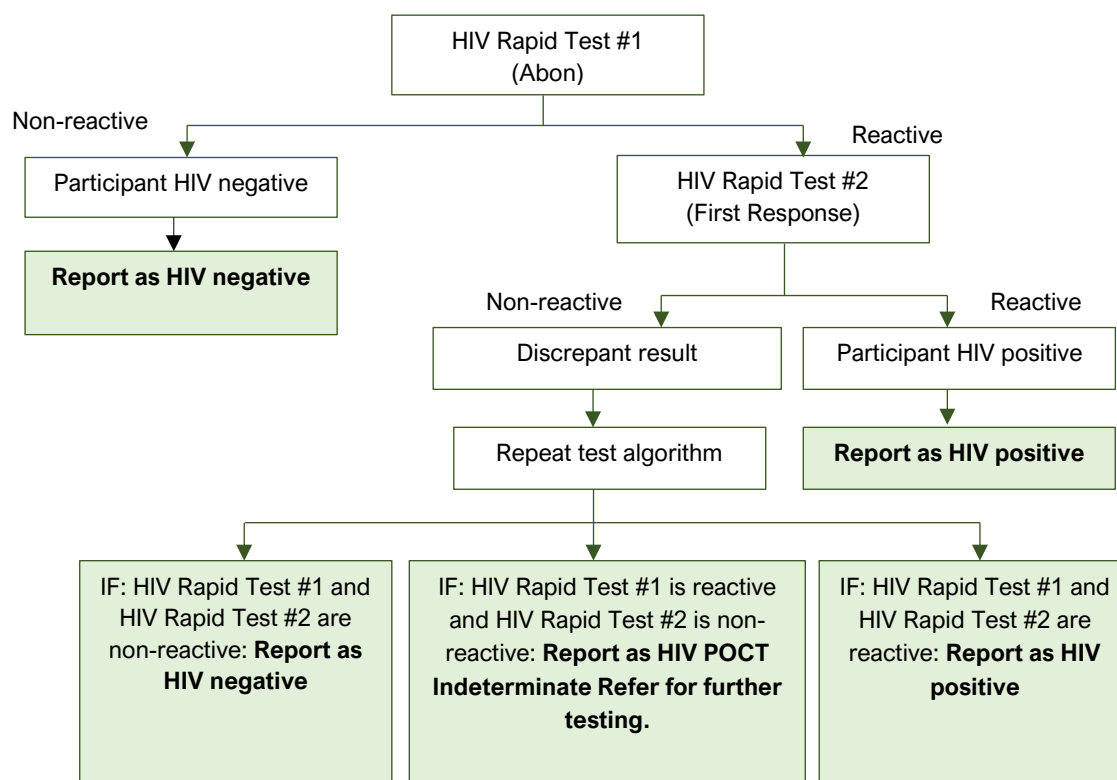 HIV Rapid Test #1
(Abon)
Non-reactive
Reactive
Participant HIV negative
HIV Rapid Test #2
(First Response)
Report as HIV negative
Non-reactive
Reactive
Discrepant result
Participant HIV positive
Repeat test algorithm
Report as HIV positive
IF: HIV Rapid Test #1 and
HIV Rapid Test #2 are
non-reactive: Report as
HIV negative
IF: HIV Rapid Test #1 is reactive
and HIV Rapid Test #2 is non-
reactive: Report as HIV POCT
Indeterminate Refer for further
testing.
IF: HIV Rapid Test #1 and
HIV Rapid Test #2 are
reactive: Report as HIV
positive